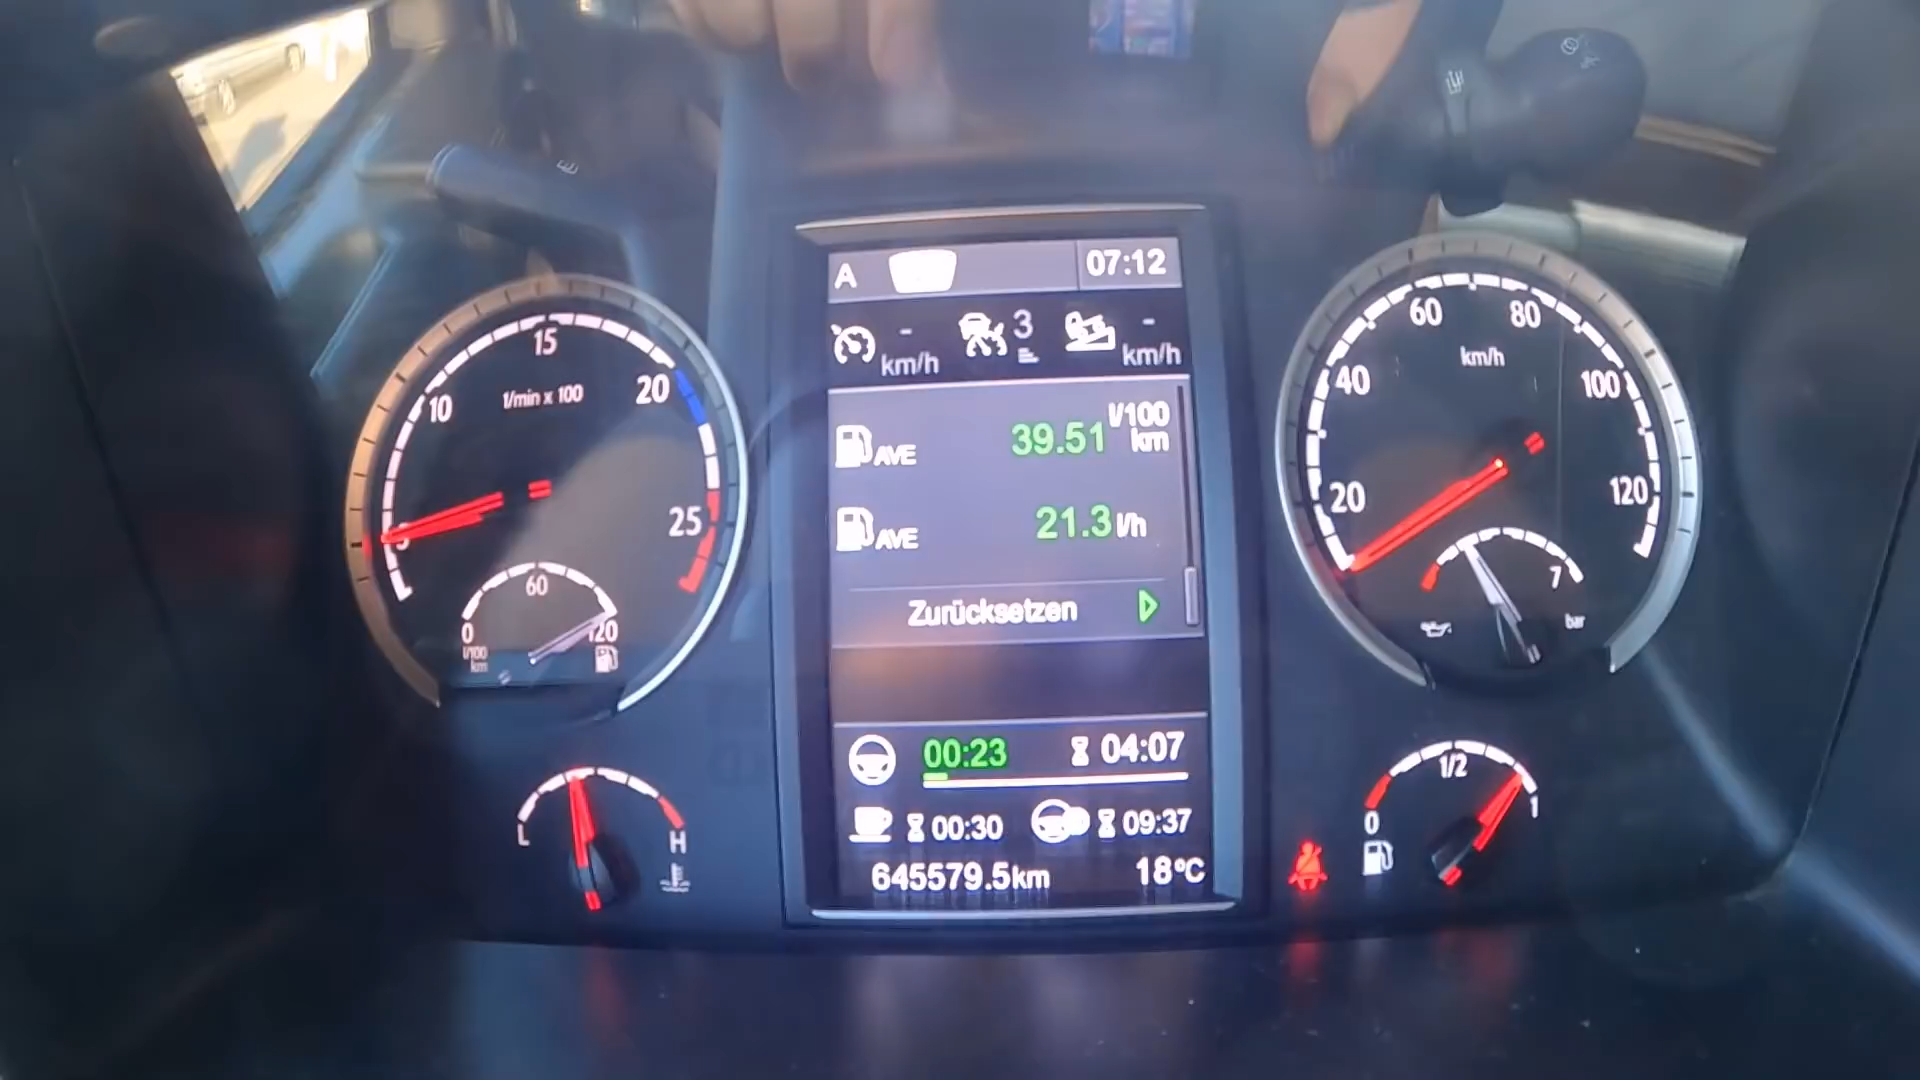 A 07:12
- km/h 3 - km/h
AVE 39.51 l/100 km
AVE 21.3 l/h
Zurücksetzen
00:23 04:07
00:30 09:37
645579.5km 18°C
5 10 15 20 25
1/min x 100
0 60 120
l/100 km
L H
20 40 60 80 100 120
km/h
7
bar
0 1/2 1